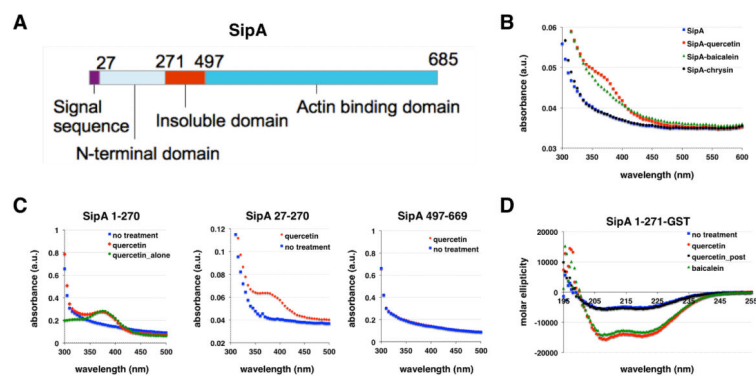 A
SipA
27 271 497 685
Signal
sequence
N-terminal domain
Insoluble domain
Actin binding domain
B
SipA
SipA-quercetin
SipA-baicalein
SipA-chrysin
absorbance (a.u.)
0.06
0.05
0.04
0.03
300 350 400 450 500 550 600
wavelength (nm)
C
SipA 1-270
no treatment
quercetin
quercetin_alone
absorbance (a.u.)
1
0.8
0.6
0.4
0.2
0
300 350 400 450 500
wavelength (nm)
SipA 27-270
quercetin
no treatment
absorbance (a.u.)
0.12
0.1
0.08
0.06
0.04
0.02
300 350 400 450 500
wavelength (nm)
SipA 497-669
quercetin
no treatment
absorbance (a.u.)
1
0.8
0.6
0.4
0.2
0
300 350 400 450 500
wavelength (nm)
D
SipA 1-271-GST
no treatment
quercetin
quercetin_post
baicalein
molar ellipticity
20000
10000
0
-10000
-20000
195 205 215 225 235 245 255
wavelength (nm)